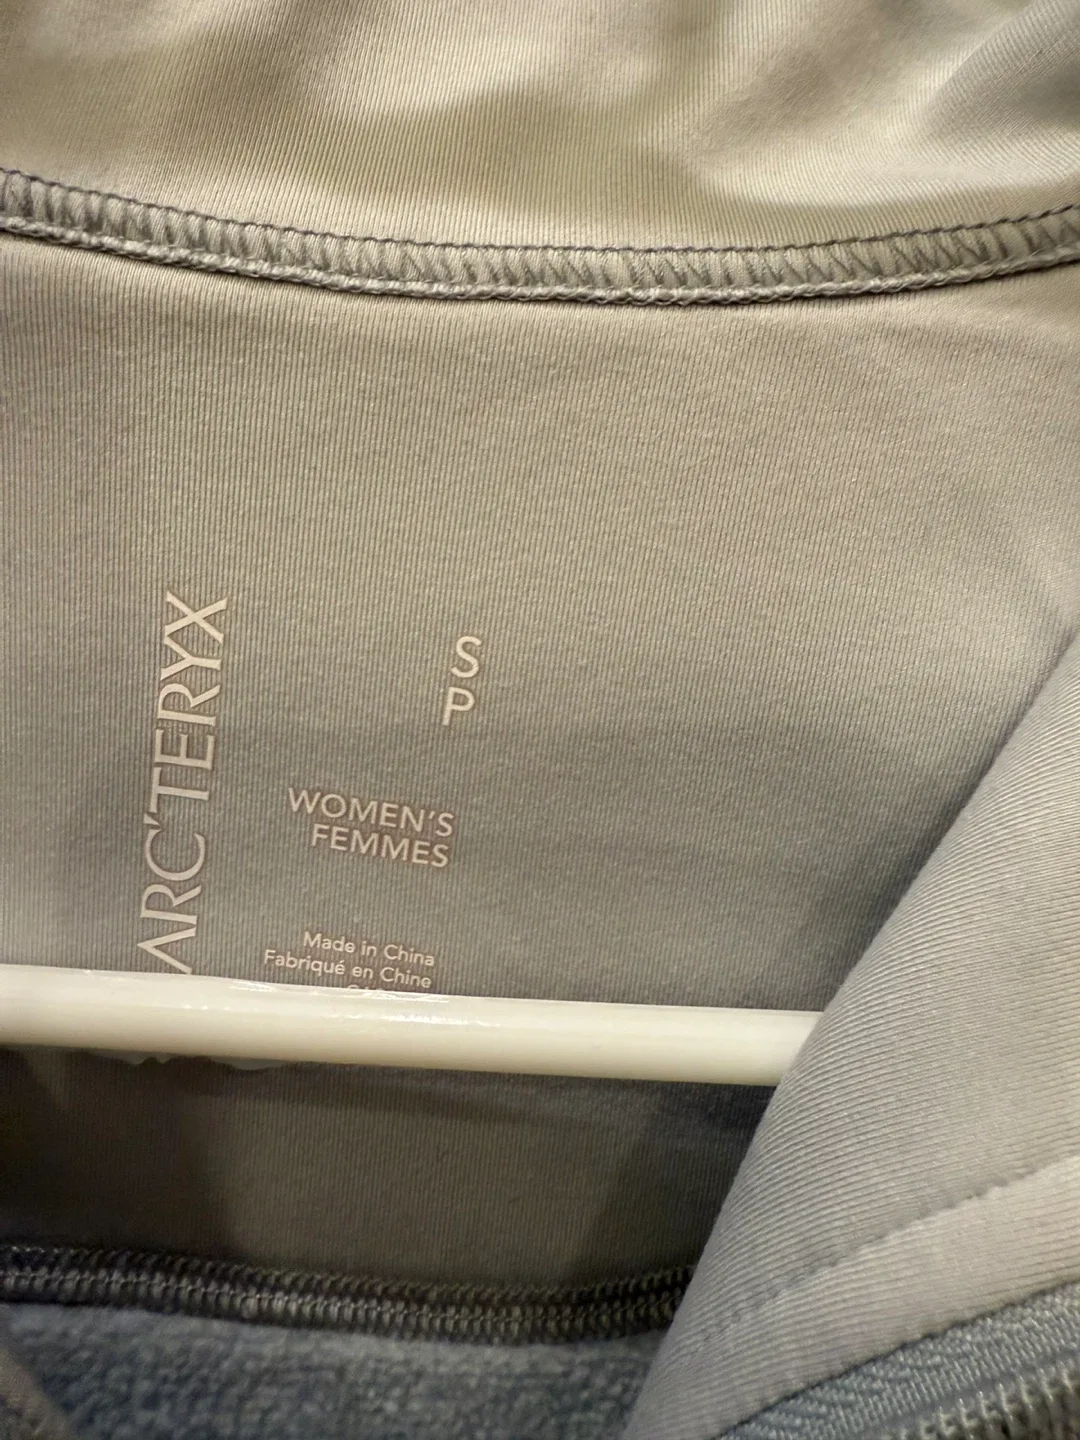 ARC'TERYX
S
P
WOMEN'S
FEMMES
Made in China
Fabriqué en Chine